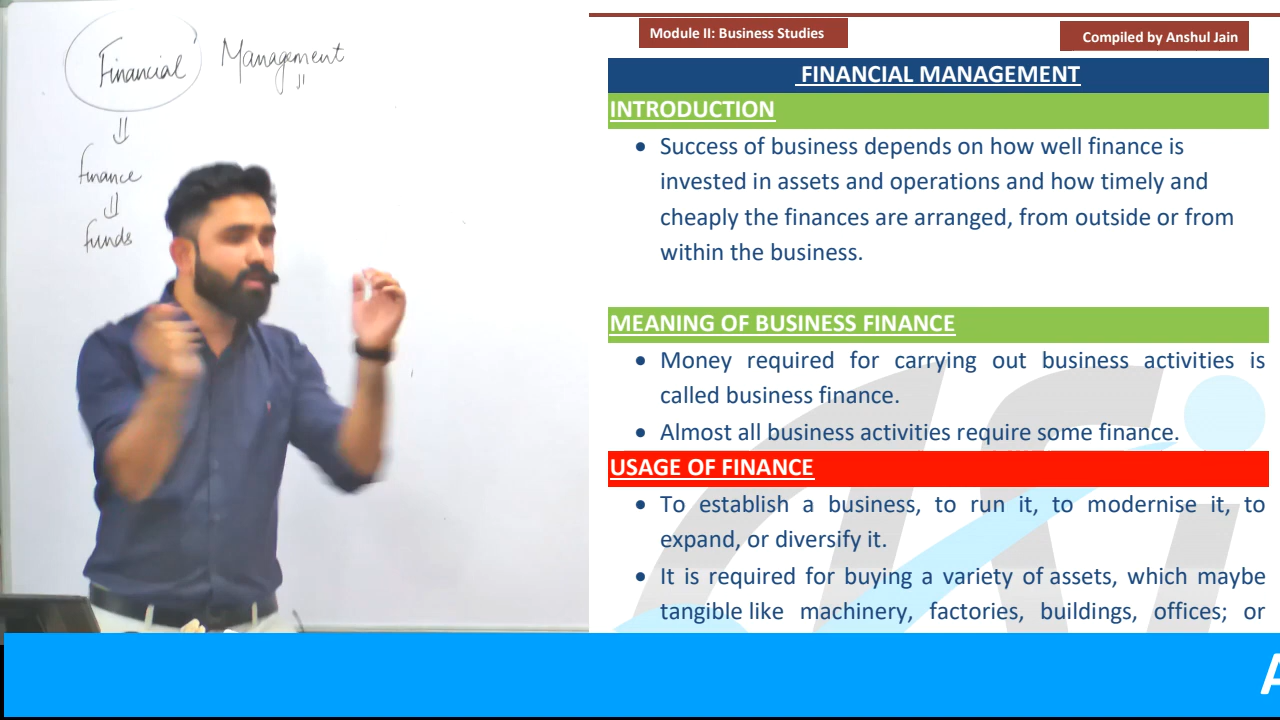 Financial Management
finance
funds
Module II: Business Studies
Compiled by Anshul Jain
FINANCIAL MANAGEMENT
INTRODUCTION
• Success of business depends on how well finance is
invested in assets and operations and how timely and
cheaply the finances are arranged, from outside or from
within the business.
MEANING OF BUSINESS FINANCE
• Money required for carrying out business activities is
called business finance.
• Almost all business activities require some finance.
USAGE OF FINANCE
• To establish a business, to run it, to modernise it, to
expand, or diversify it.
• It is required for buying a variety of assets, which maybe
tangible like machinery, factories, buildings, offices; or
A